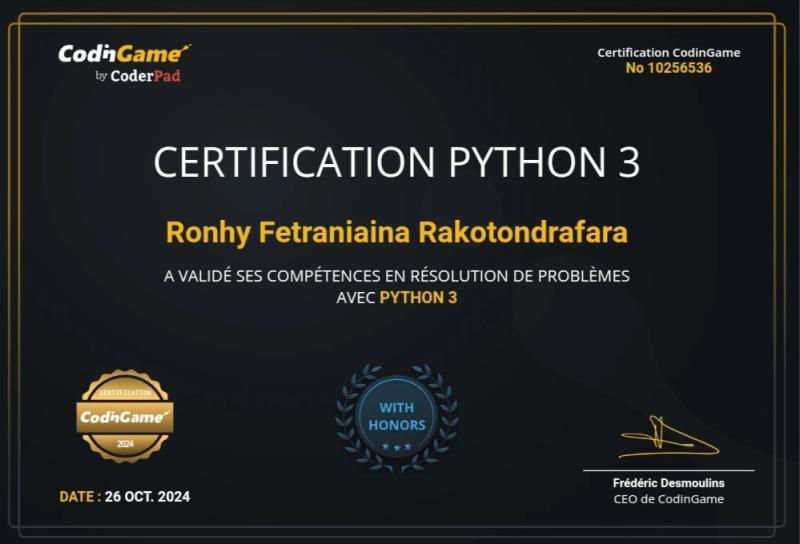 CodinGame
by CoderPad
Certification CodinGame
No 10256536
CERTIFICATION PYTHON 3
Ronhy Fetraniaina Rakotondrafara
A VALIDÉ SES COMPÉTENCES EN RÉSOLUTION DE PROBLÈMES
AVEC PYTHON 3
CERTIFICATION
CodinGame
2024
WITH
HONORS
DATE : 26 OCT. 2024
Frédéric Desmoulins
CEO de CodinGame